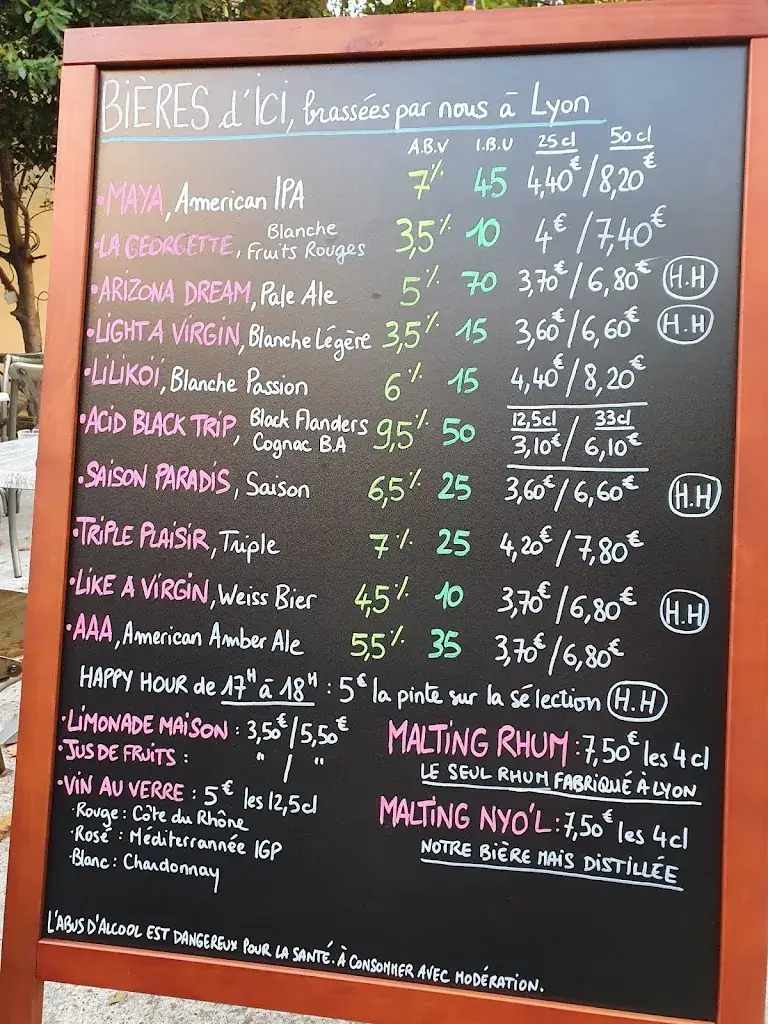 BIÈRES d'ICI, brassées par nous à Lyon
A.B.V I.B.U 25 cl 50 cl
·MAYA, American IPA 7% 45 4,40€/8,20€
·LA GEORGETTE, Blanche Fruits Rouges 3,5% 10 4€/7,40€
·ARIZONA DREAM, Pale Ale 5% 70 3,70€/6,80€ H.H
·LIGHT A VIRGIN, Blanche Légère 3,5% 15 3,60€/6,60€ H.H
·LILIKOÏ, Blanche Passion 6% 15 4,40€/8,20€
12,5cl 33cl
·ACID BLACK TRIP, Black Flanders Cognac B.A 9,5% 50 3,10€/6,10€
·SAISON PARADIS, Saison 6,5% 25 3,60€/6,60€ H.H
·TRIPLE PLAISIR, Triple 7% 25 4,20€/7,80€
·LIKE A VIRGIN, Weiss Bier 4,5% 10 3,70€/6,80€ H.H
·AAA, American Amber Ale 5,5% 35 3,70€/6,80€
HAPPY HOUR de 17H à 18H : 5€ la pinte sur la sélection H.H
·LIMONADE MAISON : 3,50€/5,50€
·JUS DE FRUITS : " / "
·VIN AU VERRE : 5€ les 12,5cl
·Rouge : Côte du Rhône
·Rosé : Méditerrannée IGP
·Blanc : Chardonnay
MALTING RHUM : 7,50€ les 4 cl
LE SEUL RHUM FABRIQUÉ À LYON
MALTING NYO'L : 7,50€ les 4cl
NOTRE BIÈRE MAIS DISTILLÉE
L'ABUS D'ALCOOL EST DANGEREUX POUR LA SANTÉ. À CONSOMMER AVEC MODÉRATION.